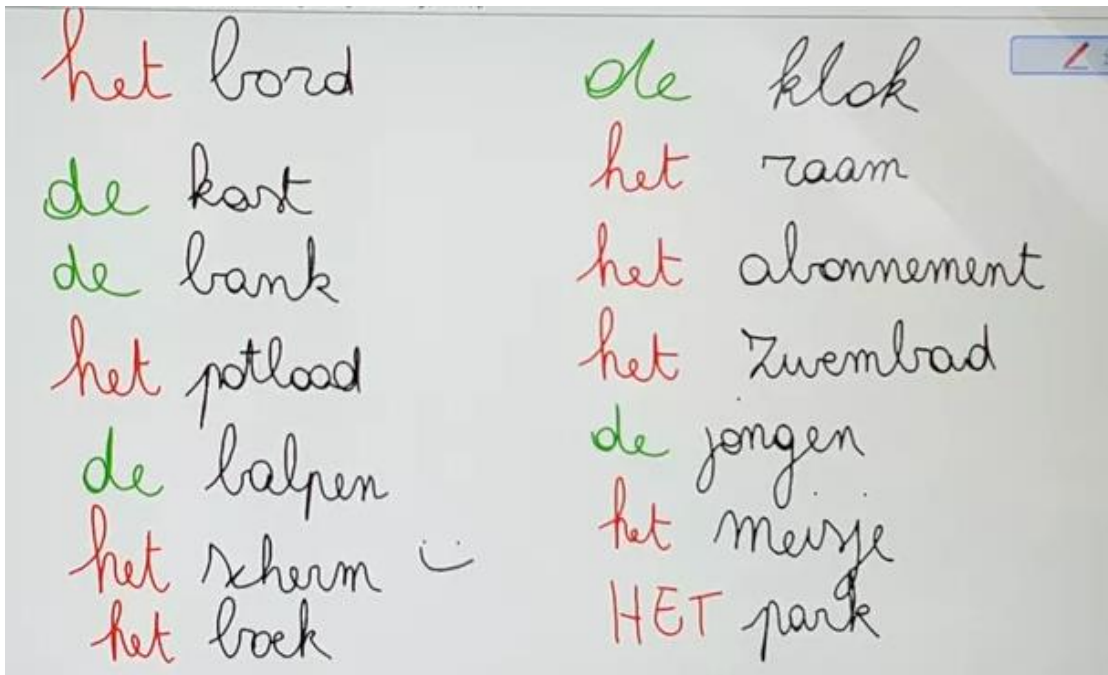 het bord
de kast
de bank
het potlood
de balpen
het scherm
het boek
de klok
het raam
het abonnement
het zwembad
de jongen
het meisje
HET park